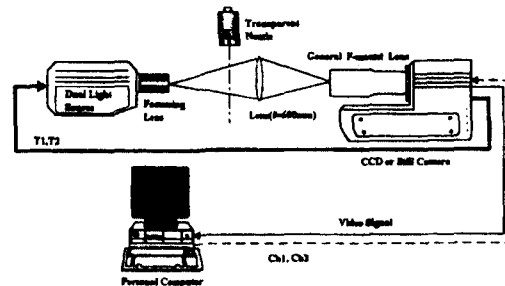 Transparent
Nozzle
General F-mount Lens
Dual Light
Source
Focusing
Lens
Lens(f=600mm)
T1,T2
CCD or Still Camera
Video Signal
Ch1, Ch2
Personal Computer